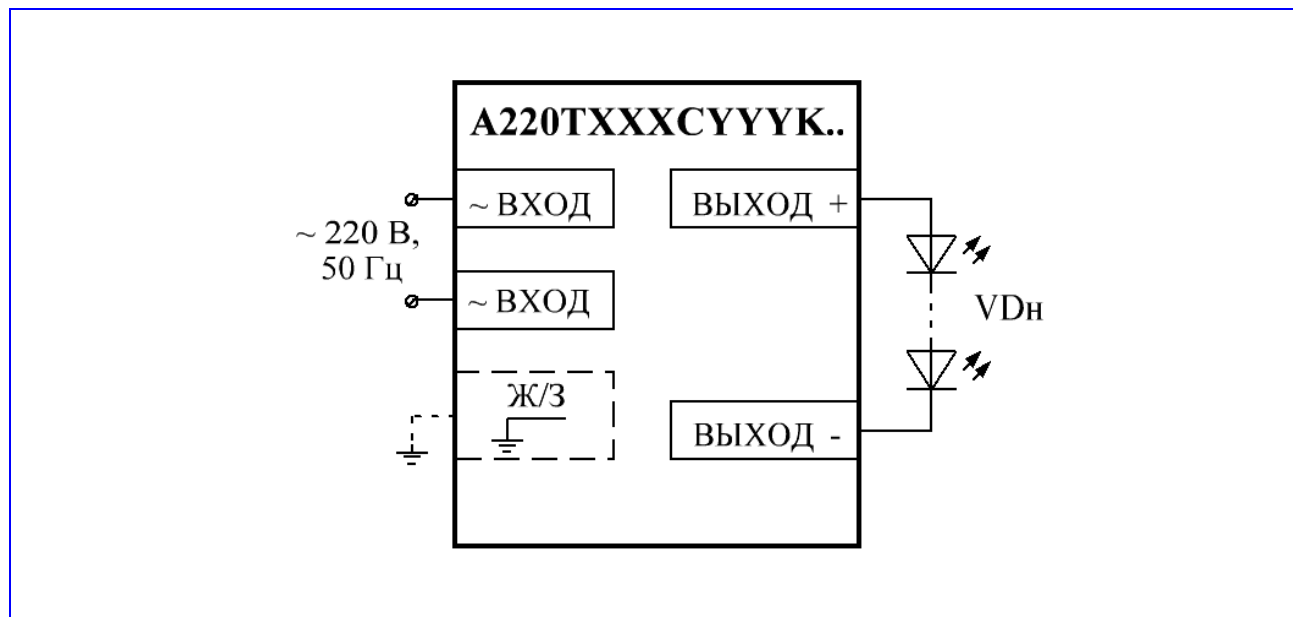 A220TXXXCYYYK..
~ ВХОД
ВЫХОД +
~ 220 В,
50 Гц
~ ВХОД
VDн
Ж/З
ВЫХОД -